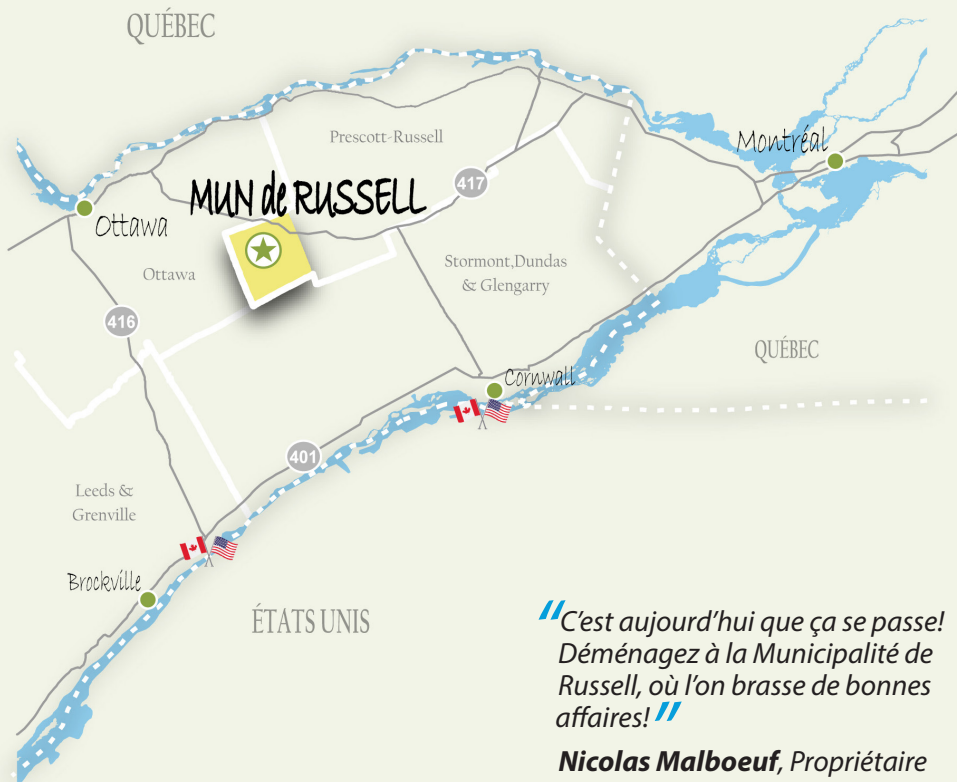 QUÉBEC
Prescott-Russell
Montréal
417
MUN de RUSSELL
Ottawa
Ottawa
Stormont,Dundas
& Glengarry
416
QUÉBEC
Cornwall
401
Leeds &
Grenville
Brockville
ÉTATS UNIS
"C'est aujourd'hui que ça se passe!
Déménagez à la Municipalité de
Russell, où l'on brasse de bonnes
affaires!"
Nicolas Malboeuf, Propriétaire